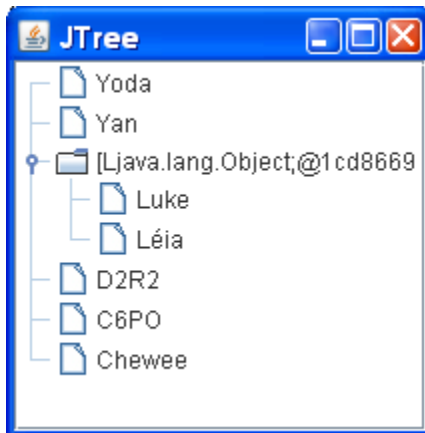 JTree
Yoda
Yan
[Ljava.lang.Object;@1cd8669
Luke
Léia
D2R2
C6PO
Chewee